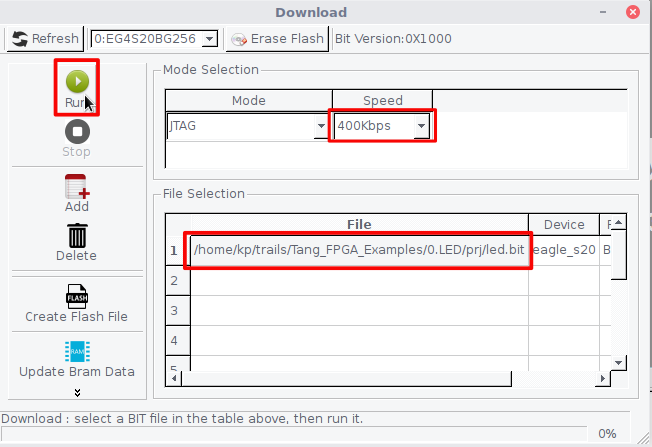 Download
Refresh 0:EG4S20BG256 Erase Flash Bit Version:0X1000
Run
Stop
Add
Delete
Create Flash File
Update Bram Data
Mode Selection
Mode Speed
JTAG 400Kbps
File Selection
File Device
1 /home/kp/trails/Tang_FPGA_Examples/0.LED/prj/led.bit eagle_s20 B
2
3
4
5
Download : select a BIT file in the table above, then run it.
0%